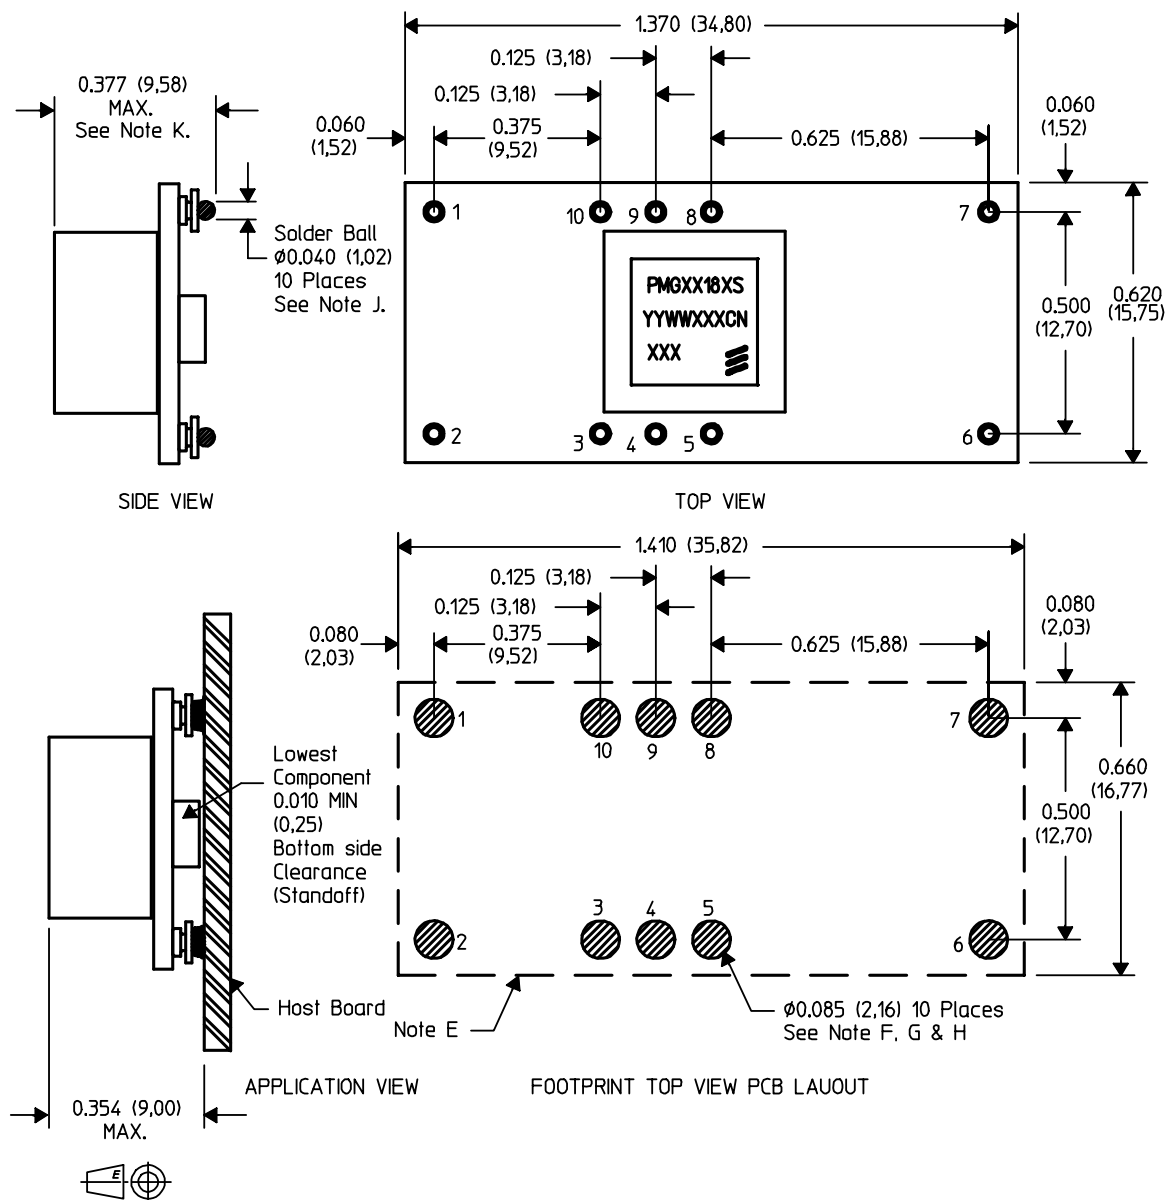 1.370 (34,80)
0.125 (3,18)
0.125 (3,18)
0.377 (9,58)
MAX.
See Note K.
0.060
(1,52)
0.375
(9,52)
0.625 (15,88)
0.060
(1,52)
1
10
9
8
7
Solder Ball
Ø0.040 (1,02)
10 Places
See Note J.
PMGXX18XS
YYWWXXXCN
XXX
0.500
(12,70)
0.620
(15,75)
2
3
4
5
6
SIDE VIEW
TOP VIEW
1.410 (35,82)
0.125 (3,18)
0.125 (3,18)
0.080
(2,03)
0.375
(9,52)
0.625 (15,88)
0.080
(2,03)
1
10
9
8
7
Lowest
Component
0.010 MIN
(0,25)
Bottom side
Clearance
(Standoff)
0.660
(16,77)
0.500
(12,70)
2
3
4
5
6
Host Board
Note E
Ø0.085 (2,16) 10 Places
See Note F, G & H
APPLICATION VIEW
FOOTPRINT TOP VIEW PCB LAUOUT
0.354 (9,00)
MAX.
E